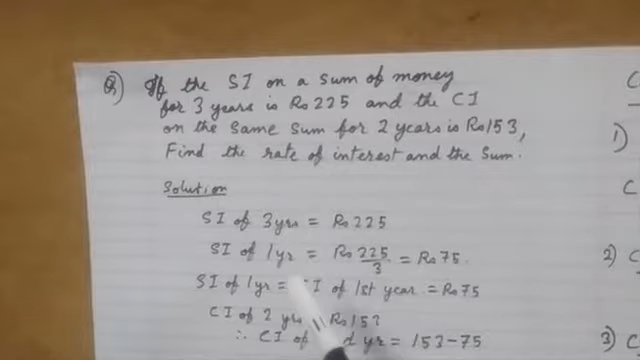 Q) If the SI on a sum of money
for 3 years is Rs 225 and the CI
on the same sum for 2 years is Rs 153,
Find the rate of interest and the sum.
Solution
SI of 3yrs = Rs 225
SI of 1yr = Rs 225/3 = Rs 75.
SI of 1yr = CI of 1st year = Rs 75
CI of 2 yrs Rs 153
∴ CI of d yr = 153-75
1) C
2) C
3) C